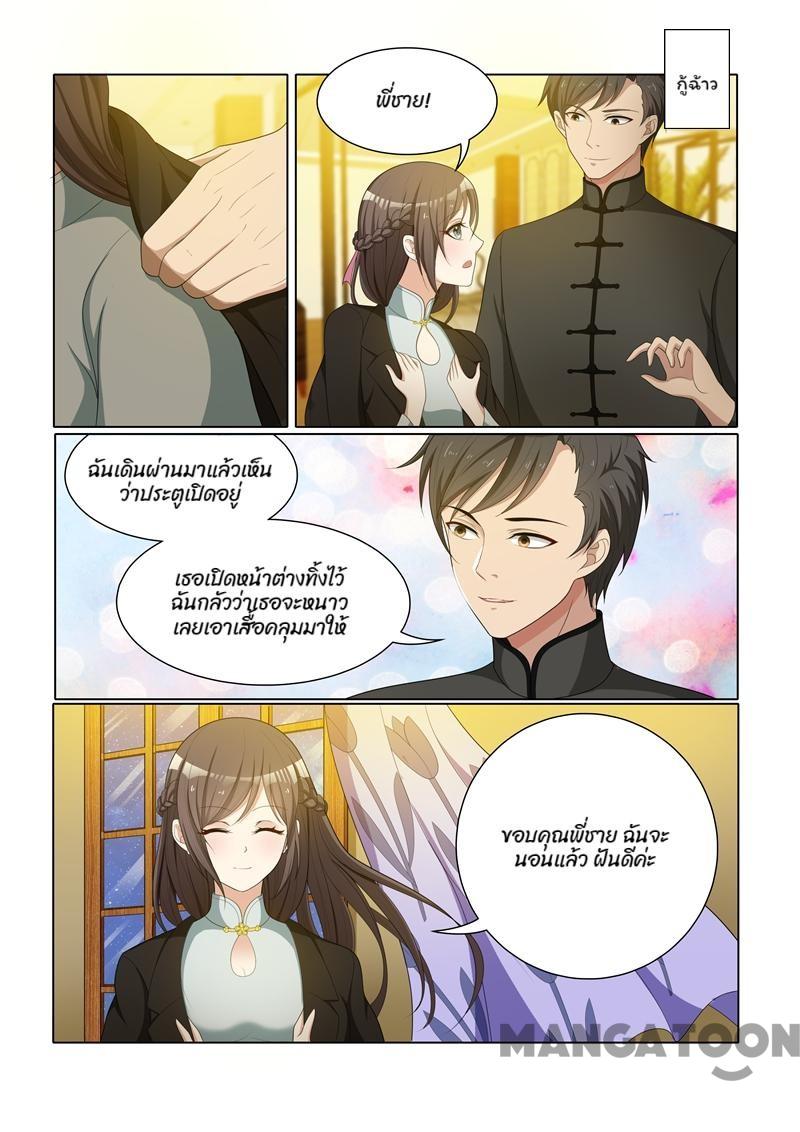 กู้ฉ้าว
พี่ชาย!
ฉันเดินผ่านมาแล้วเห็น
ว่าประตูเปิดอยู่
เธอเปิดหน้าต่างทิ้งไว้
ฉันกลัวว่าเธอจะหนาว
เลยเอาเสื้อคลุมมาให้
ขอบคุณพี่ชาย ฉันจะ
นอนแล้ว ฝันดีค่ะ
MANGATOON